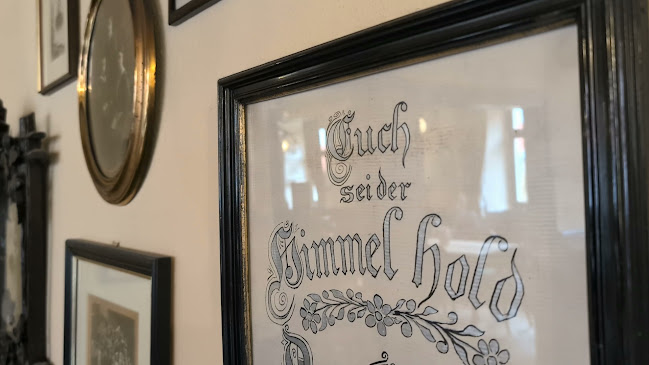 Euch
sei der
Himmel hold